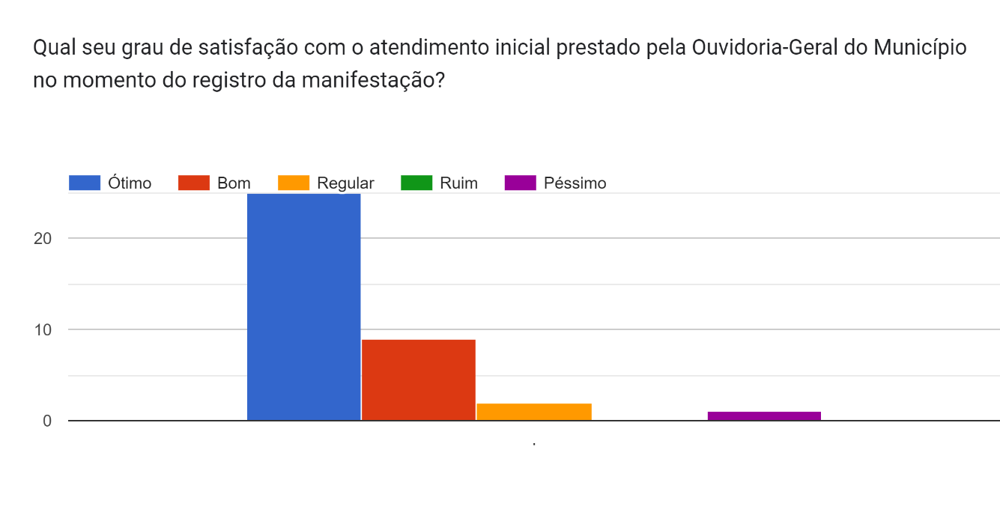 Qual seu grau de satisfação com o atendimento inicial prestado pela Ouvidoria-Geral do Município
no momento do registro da manifestação?
Ótimo Bom Regular Ruim Péssimo
20
10
0
.